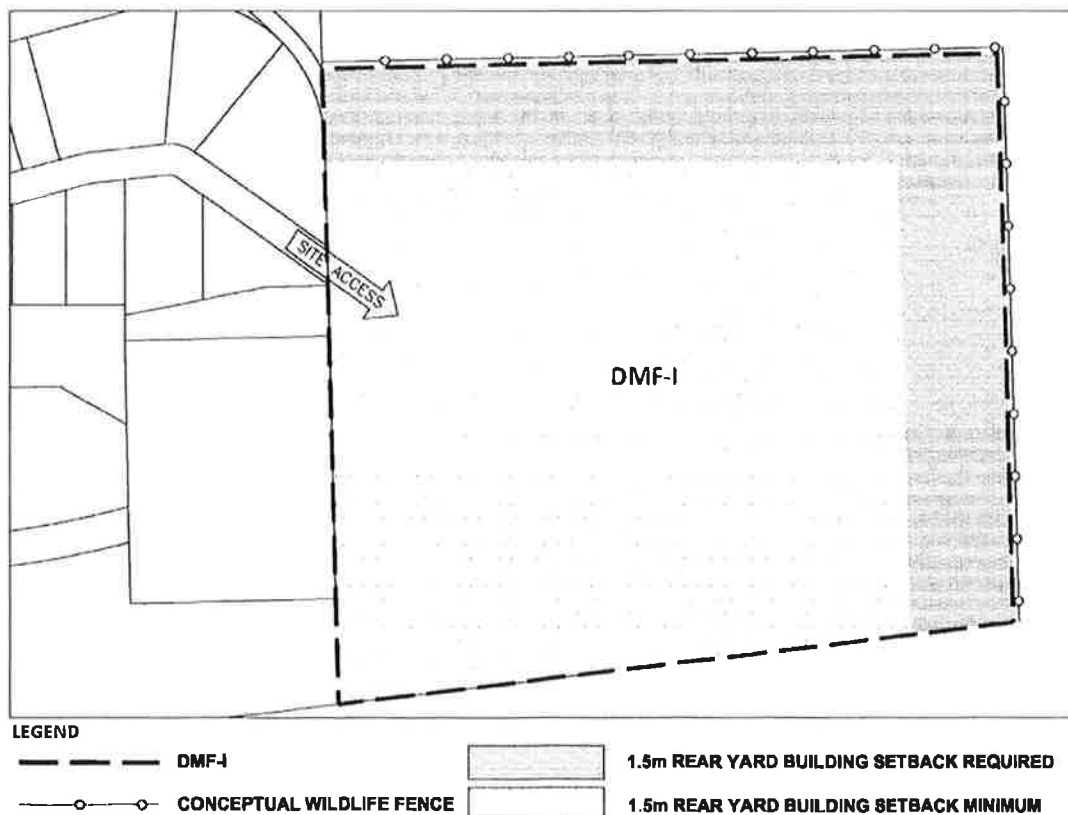 SITE ACCESS
DMF-I
LEGEND
DMF-I
1.5m REAR YARD BUILDING SETBACK REQUIRED
CONCEPTUAL WILDLIFE FENCE
1.5m REAR YARD BUILDING SETBACK MINIMUM